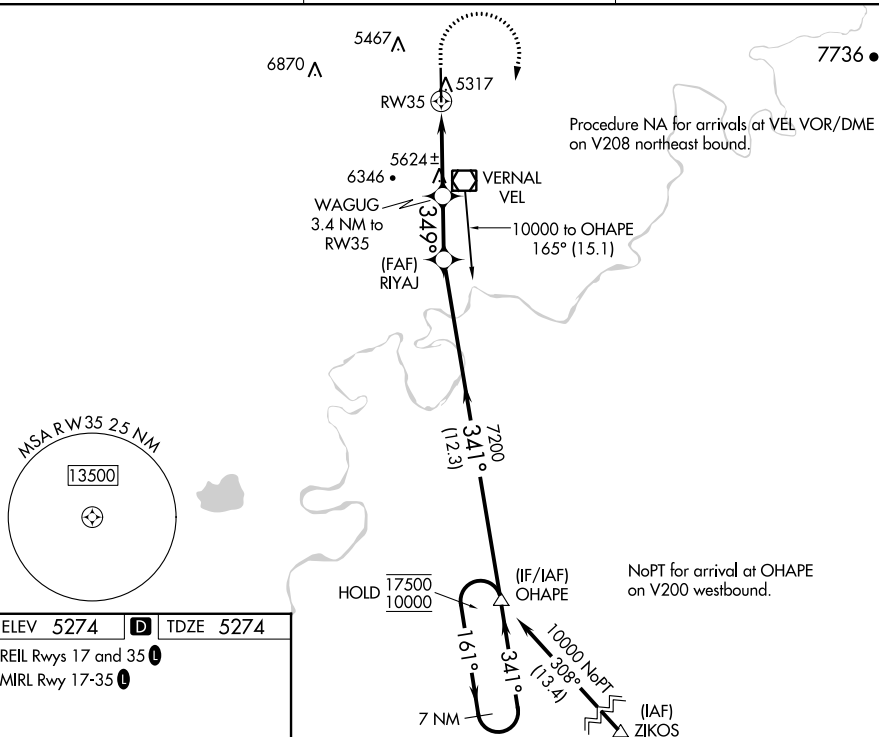 5467
6870
7736
5317
RW35
Procedure NA for arrivals at VEL VOR/DME
on V208 northeast bound.
5624±
6346
VERNAL
VEL
WAGUG
3.4 NM to
RW35
349°
10000 to OHAPE
165° (15.1)
(FAF)
RIYAJ
7200
341°
(12.3)
MSA RW35 25 NM
13500
HOLD
17500
10000
(IF/IAF)
OHAPE
NoPT for arrival at OHAPE
on V200 westbound.
161°
341°
10000 NoPT
308°
(13.4)
7 NM
(IAF)
ZIKOS
ELEV 5274 D TDZE 5274
REIL Rwys 17 and 35 L
MIRL Rwy 17-35 L